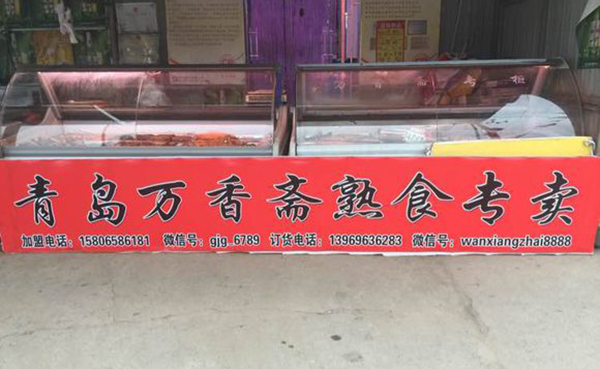 青岛万香斋熟食专卖
加盟电话：15806586181 微信号：gjg_6789 订货电话：13969636283 微信号：wanxiangzhai8888